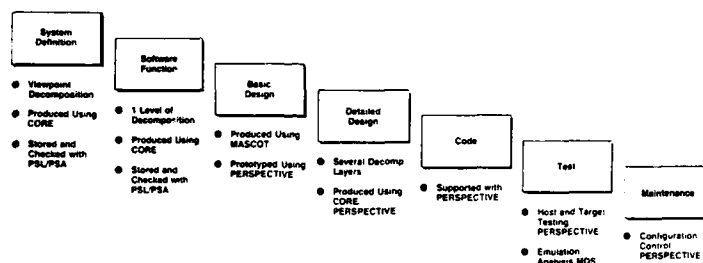 System
Definition
● Viewpoint
Decomposition
● Produced Using
CORE
● Stored and
Checked with
PSL/PSA
Software
Function
● 1 Level of
Decomposition
● Produced Using
CORE
● Stored and
Checked with
PSL/PSA
Basic
Design
● Produced Using
MASCOT
● Prototyped Using
PERSPECTIVE
Detailed
Design
● Several Decomp
Layers
● Produced Using
CORE
PERSPECTIVE
Code
● Supported with
PERSPECTIVE
Test
● Host and Target
Testing
PERSPECTIVE
● Emulation
Analysis MDS
Maintenance
● Configuration
Control
PERSPECTIVE